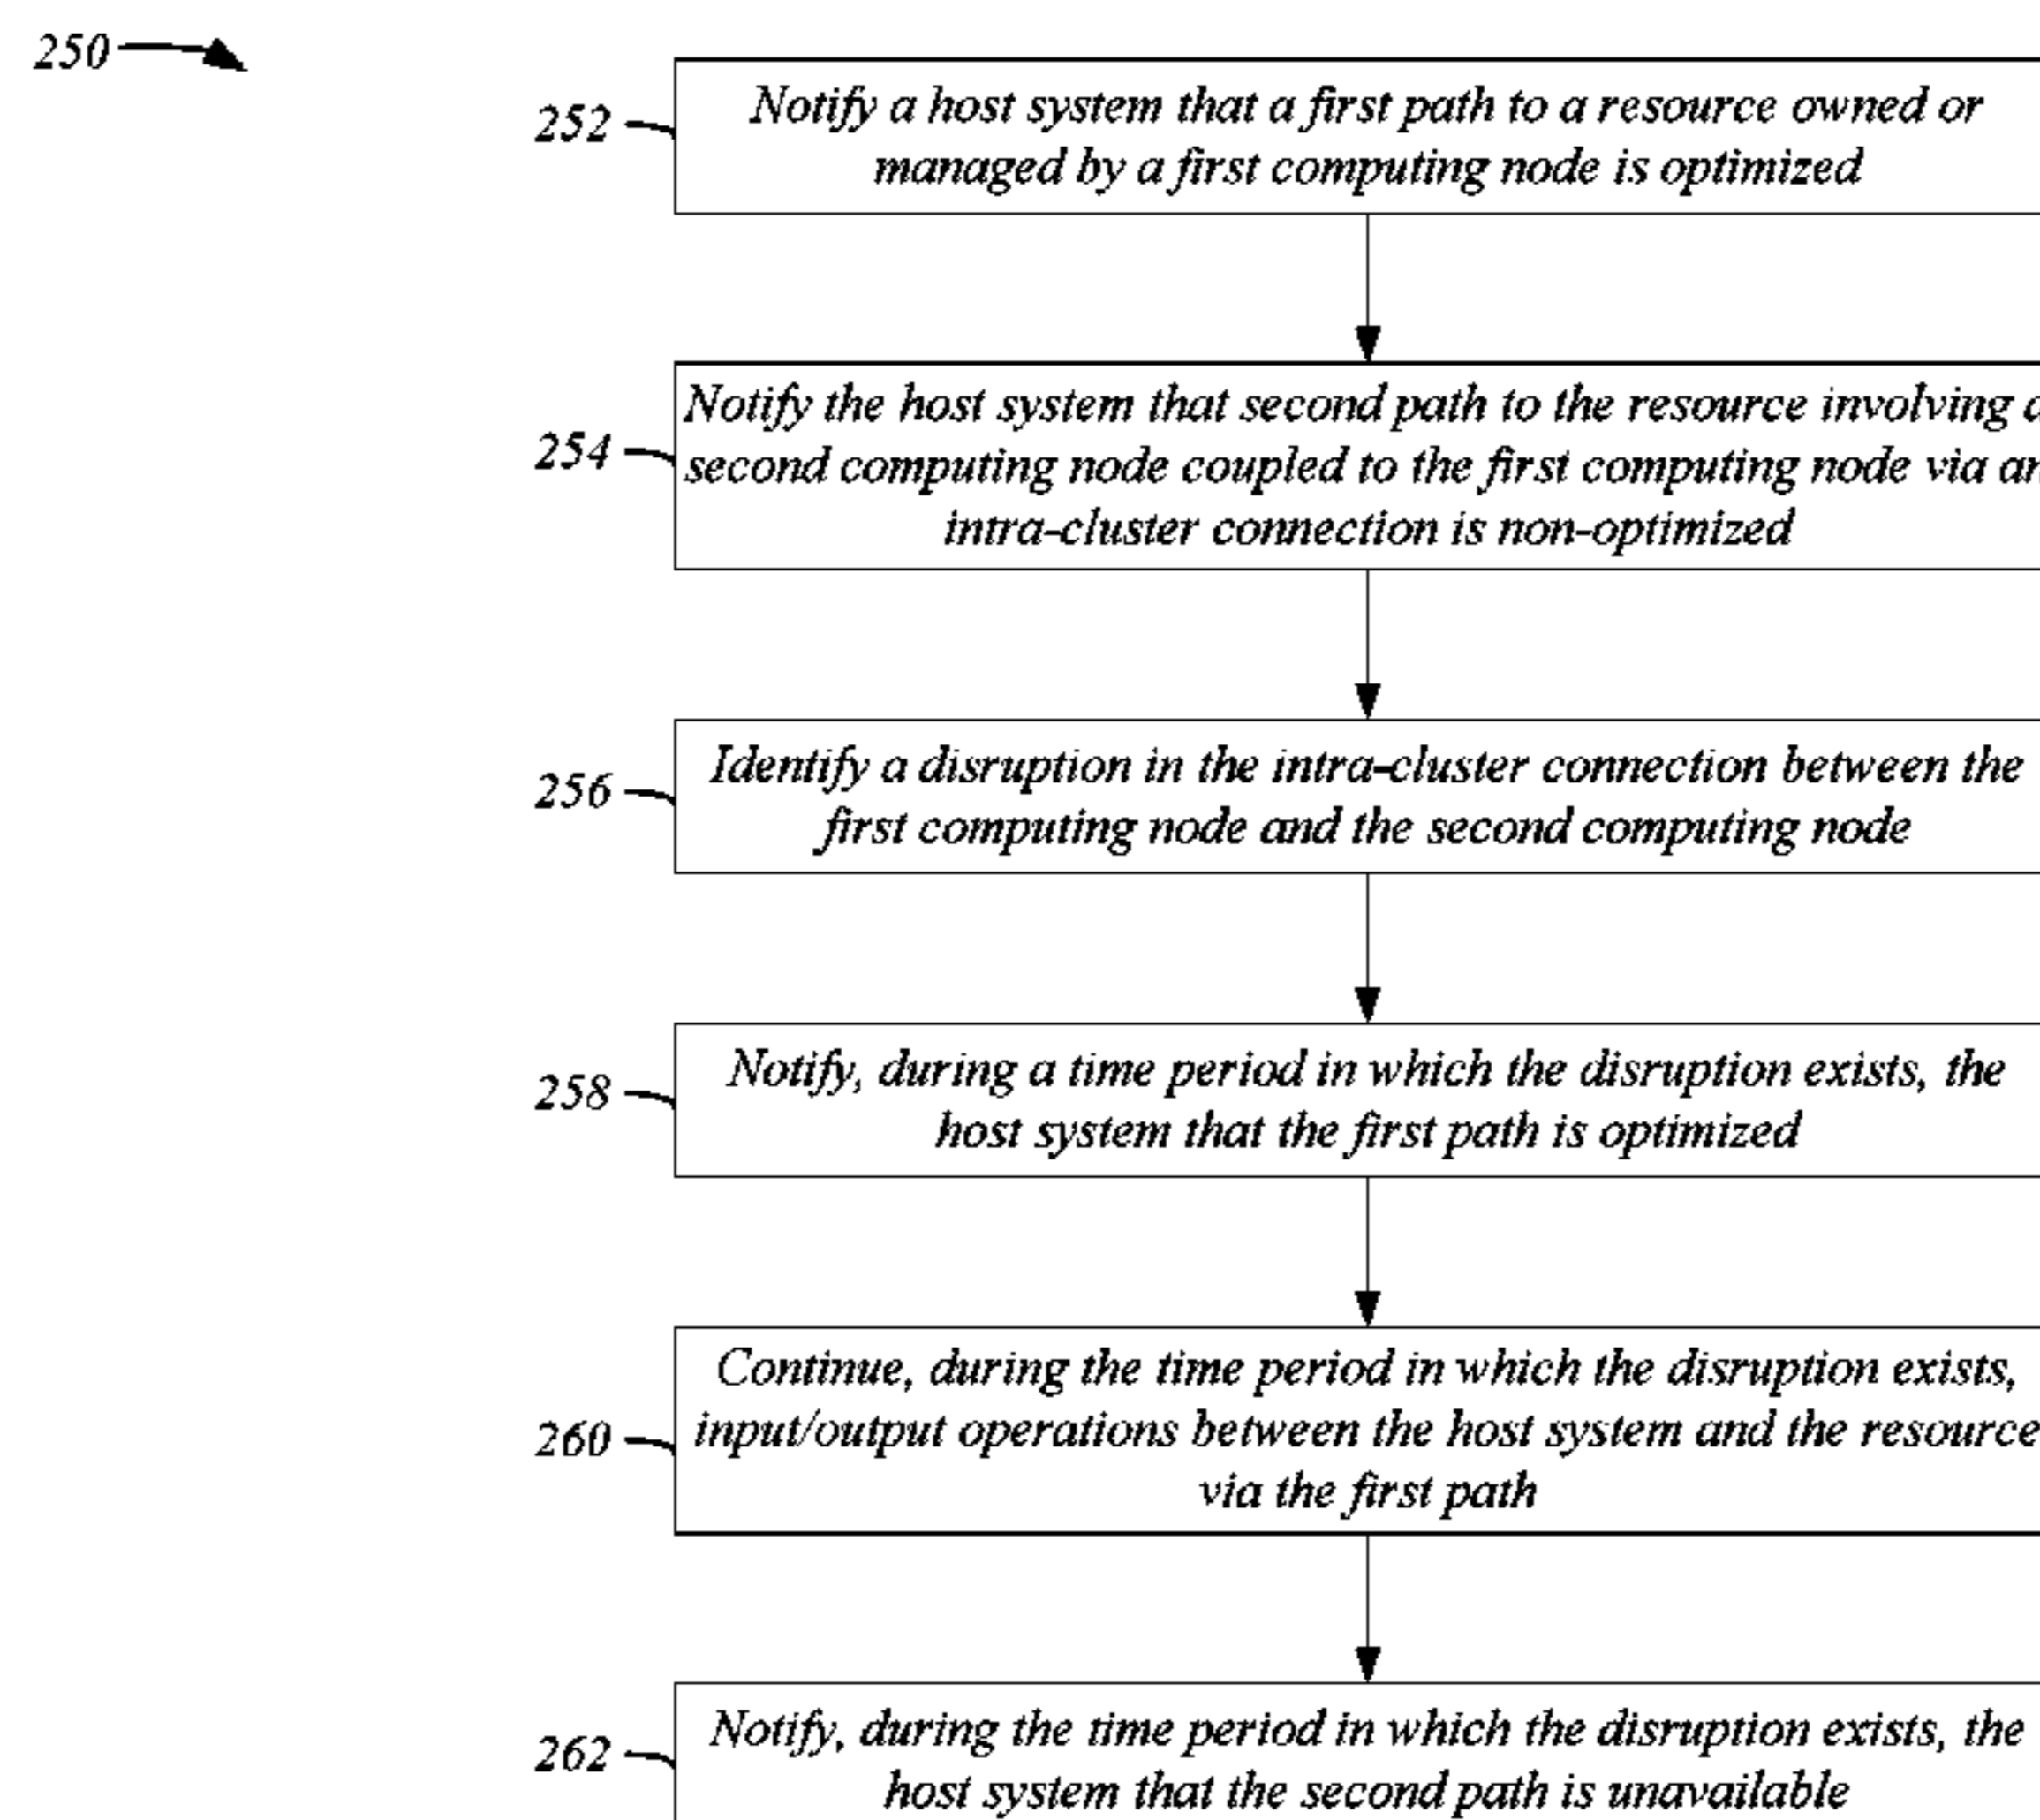 250
252
Notify a host system that a first path to a resource owned or
managed by a first computing node is optimized
254
Notify the host system that second path to the resource involving
second computing node coupled to the first computing node via
intra-cluster connection is non-optimized
256
Identify a disruption in the intra-cluster connection between the
first computing node and the second computing node
258
Notify, during a time period in which the disruption exists, the
host system that the first path is optimized
260
Continue, during the time period in which the disruption exists,
input/output operations between the host system and the resource
via the first path
262
Notify, during the time period in which the disruption exists, the
host system that the second path is unavailable